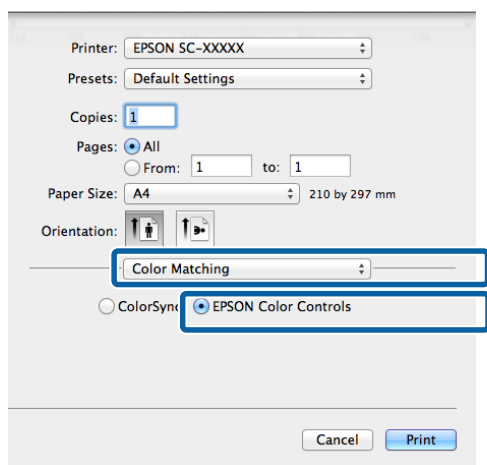 Printer: EPSON SC-XXXXX
Presets: Default Settings
Copies: 1
Pages: All
From: 1 to: 1
Paper Size: A4 210 by 297 mm
Orientation:
Color Matching
ColorSync EPSON Color Controls
Cancel Print